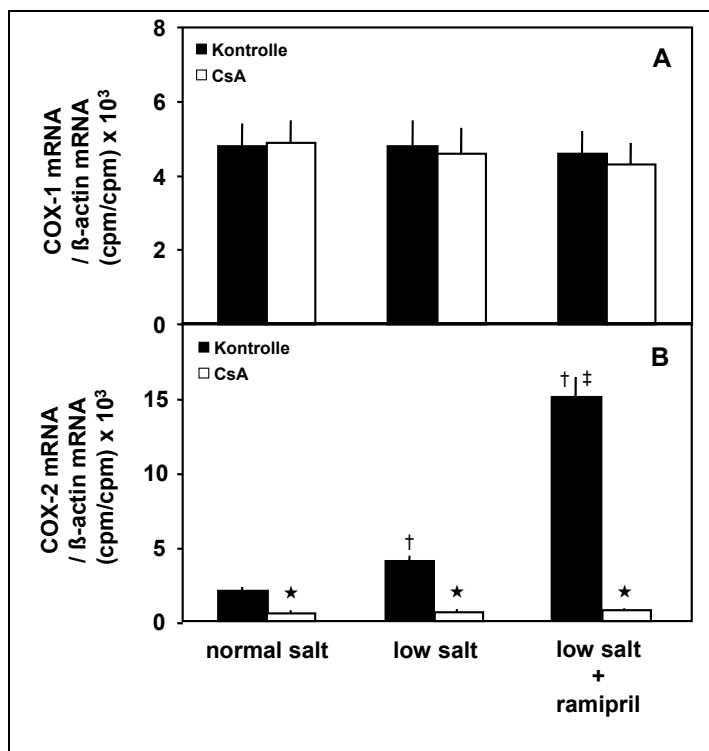 A
Kontrolle
CsA
COX-1 mRNA
/ ß-actin mRNA
(cpm/cpm) x 10³
8
6
4
2
0
B
Kontrolle
CsA
COX-2 mRNA
/ ß-actin mRNA
(cpm/cpm) x 10³
15
10
5
0
† ‡
†
★ ★ ★
normal salt low salt low salt
+
ramipril